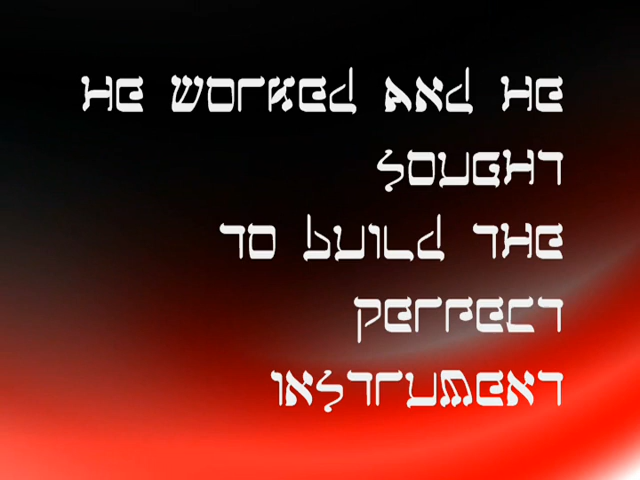 He worked and he
sought
to build the
perfect
instrument